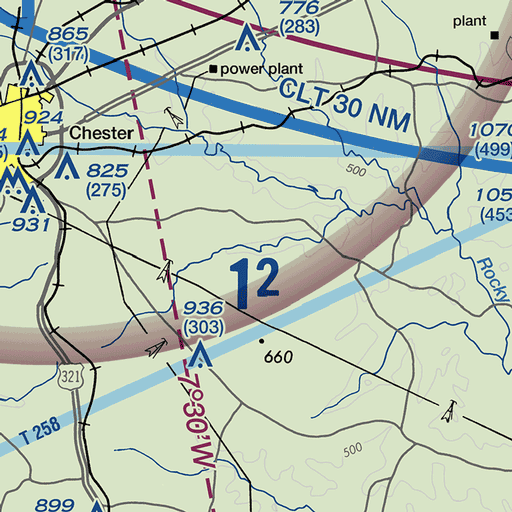 776
(283)
plant
865
(317)
power plant
CLT 30 NM
924
Chester
1070
(499)
500
825
(275)
105
(453
931
12
Rocky
936
(303)
660
321
7°30'W
T 258
500
899